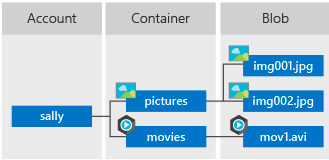 Account
Container
Blob
img001.jpg
sally
pictures
img002.jpg
movies
mov1.avi